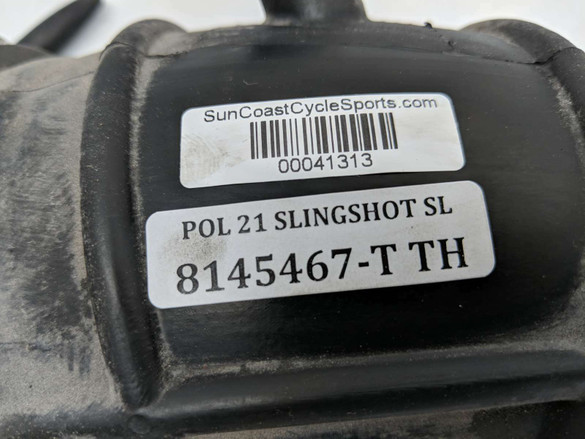 SunCoastCycleSports.com
00041313
POL 21 SLINGSHOT SL
8145467-T TH